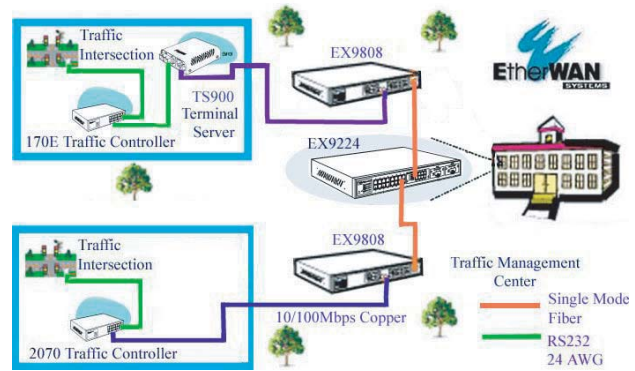 Traffic
Intersection
170E Traffic Controller
TS900
Terminal
Server
EX9808
EtherWAN
SYSTEMS
EX9224
EX9808
Traffic
Intersection
2070 Traffic Controller
10/100Mbps Copper
Traffic Management
Center
Single Mode
Fiber
RS232
24 AWG